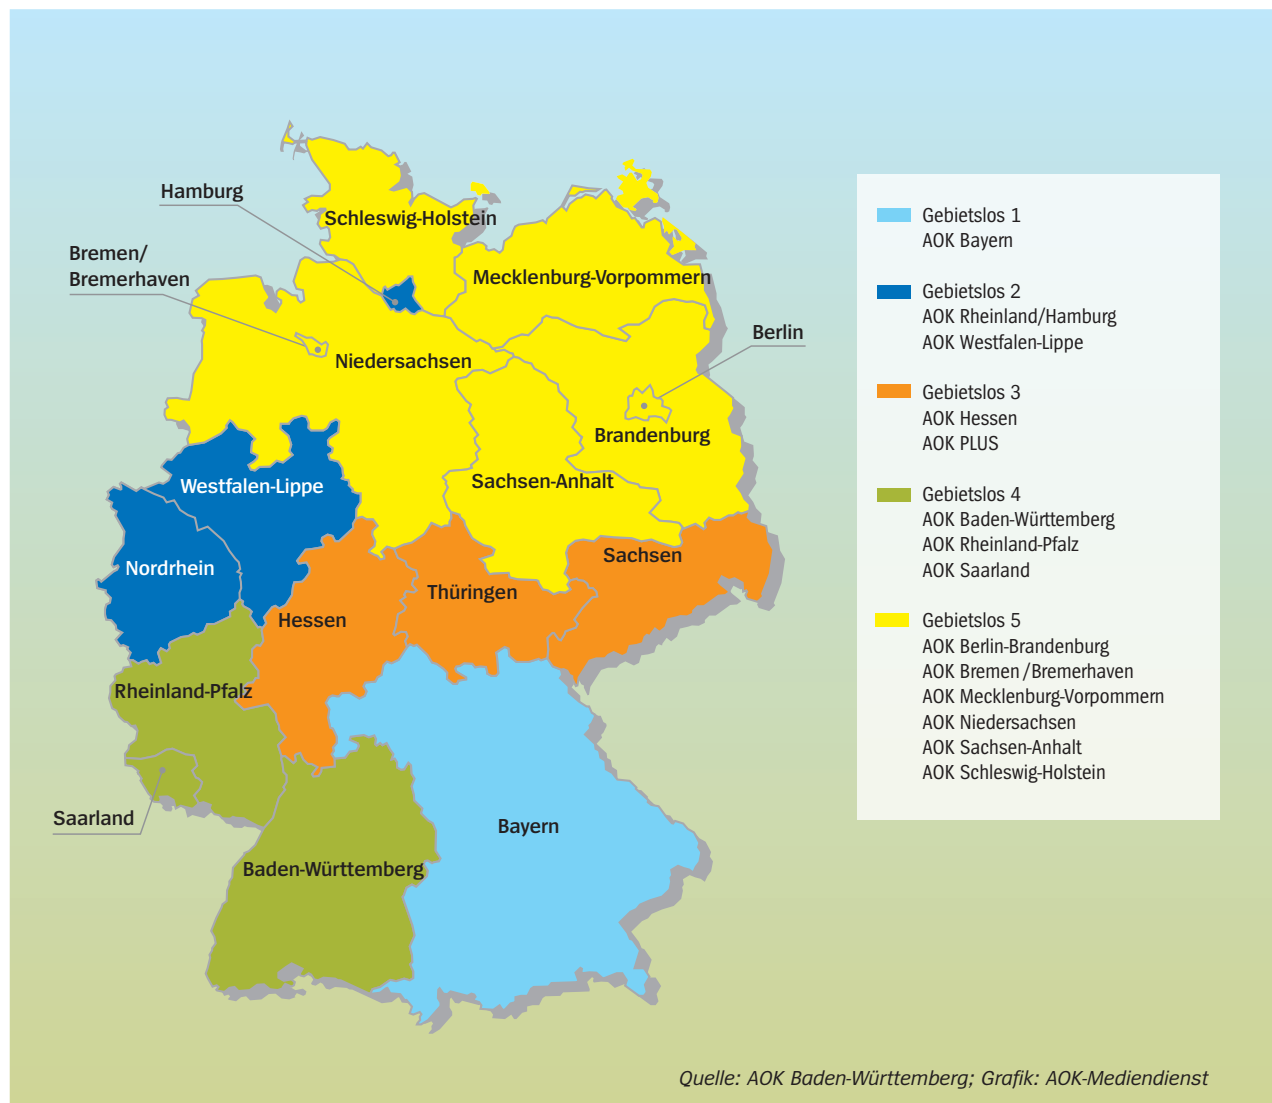 Hamburg
Schleswig-Holstein
Bremen/
Bremerhaven
Mecklenburg-Vorpommern
Berlin
Niedersachsen
Brandenburg
Sachsen-Anhalt
Westfalen-Lippe
Sachsen
Nordrhein
Thüringen
Hessen
Rheinland-Pfalz
Saarland
Bayern
Baden-Württemberg
Gebietslos 1
AOK Bayern
Gebietslos 2
AOK Rheinland/Hamburg
AOK Westfalen-Lippe
Gebietslos 3
AOK Hessen
AOK PLUS
Gebietslos 4
AOK Baden-Württemberg
AOK Rheinland-Pfalz
AOK Saarland
Gebietslos 5
AOK Berlin-Brandenburg
AOK Bremen/Bremerhaven
AOK Mecklenburg-Vorpommern
AOK Niedersachsen
AOK Sachsen-Anhalt
AOK Schleswig-Holstein
Quelle: AOK Baden-Württemberg; Grafik: AOK-Mediendienst